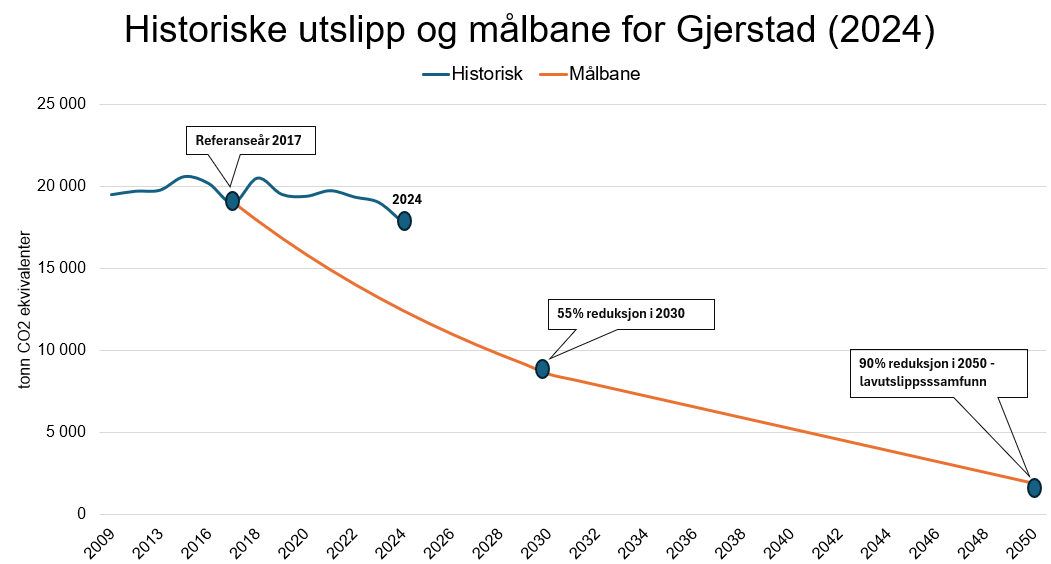 Historiske utslipp og målbane for Gjerstad (2024)
Historisk Målbane
25 000
20 000
15 000
10 000
5 000
0
tonn CO2 ekvivalenter
Referanseår 2017
2024
55% reduksjon i 2030
90% reduksjon i 2050 -
lavutslippsssamfunn
2009 2013 2016 2018 2020 2022 2024 2026 2028 2030 2032 2034 2036 2038 2040 2042 2044 2046 2048 2050